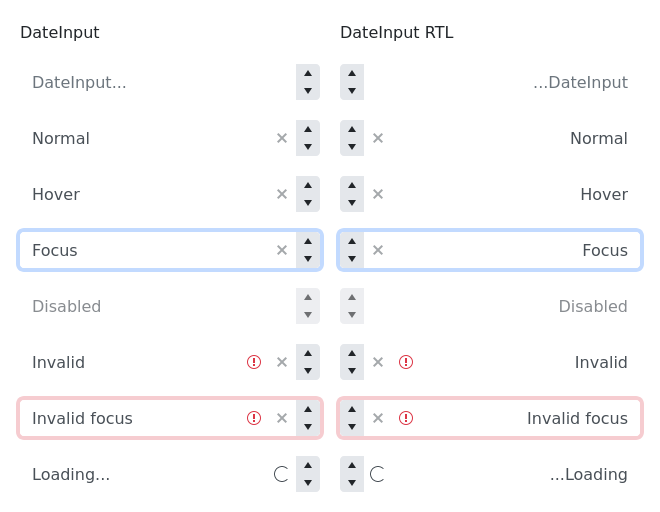 DateInput
DateInput RTL
DateInput...
...DateInput
Normal
Normal
Hover
Hover
Focus
Focus
Disabled
Disabled
Invalid
Invalid
Invalid focus
Invalid focus
Loading...
...Loading